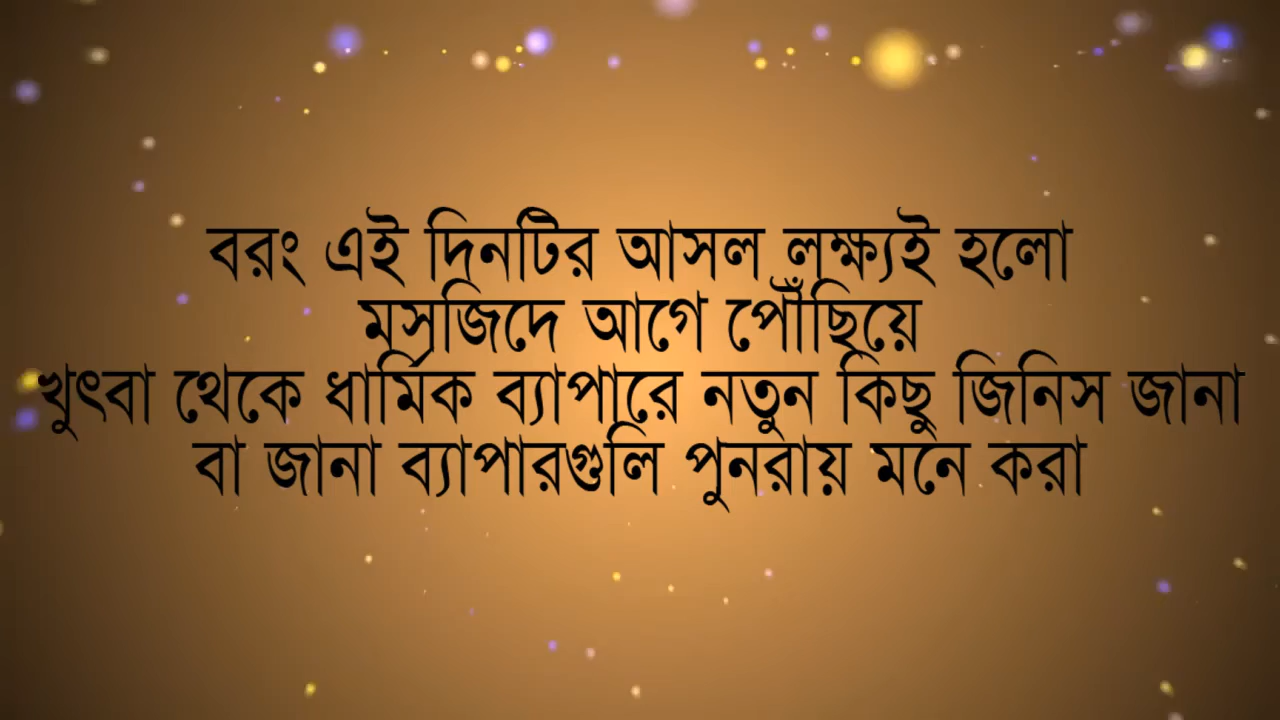 বরং এই দিনটির আসল লক্ষ্যই হলো
মসজিদে আগে পৌঁছিয়ে
খুৎবা থেকে ধার্মিক ব্যাপারে নতুন কিছু জিনিস জানা
বা জানা ব্যাপারগুলি পুনরায় মনে করা